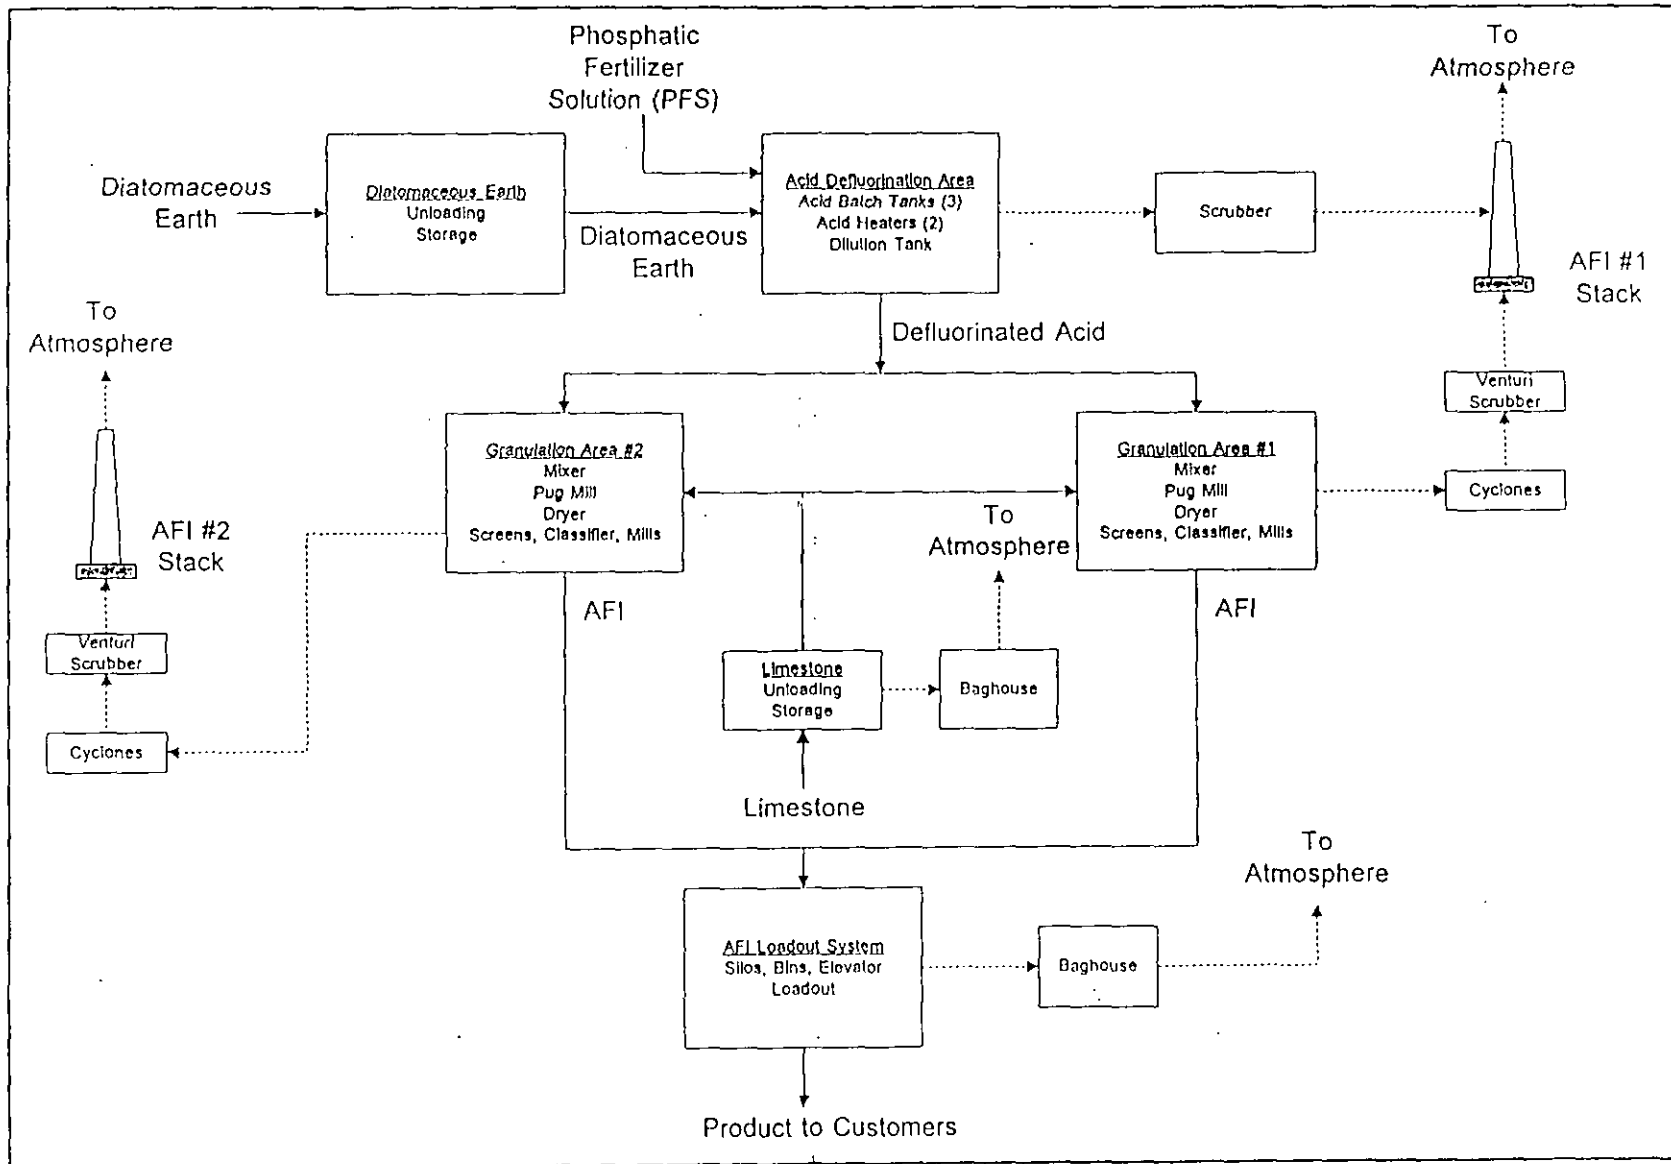 Phosphatic
Fertilizer
Solution (PFS)
To
Atmosphere
Diatomaceous
Earth
Diatomaceous Earth
Unloading
Storage
Diatomaceous
Earth
Acid Defluorination Area
Acid Batch Tanks (3)
Acid Heaters (2)
Dilution Tank
Scrubber
AFI #1
Stack
To
Atmosphere
Defluorinated Acid
Venturi
Scrubber
Granulation Area #2
Mixer
Pug Mill
Dryer
Screens, Classifier, Mills
Granulation Area #1
Mixer
Pug Mill
Dryer
Screens, Classifier, Mills
Cyclones
AFI #2
Stack
To
Atmosphere
AFI
AFI
Venturi
Scrubber
Limestone
Unloading
Storage
Baghouse
Cyclones
Limestone
To
Atmosphere
AFI Loadout System
Silos, Bins, Elevator
Loadout
Baghouse
Product to Customers